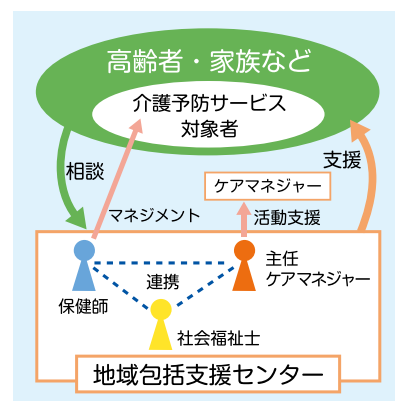 高齢者・家族など
介護予防サービス
対象者
相談
支援
ケアマネジャー
マネジメント
活動支援
主任
ケアマネジャー
連携
保健師
社会福祉士
地域包括支援センター